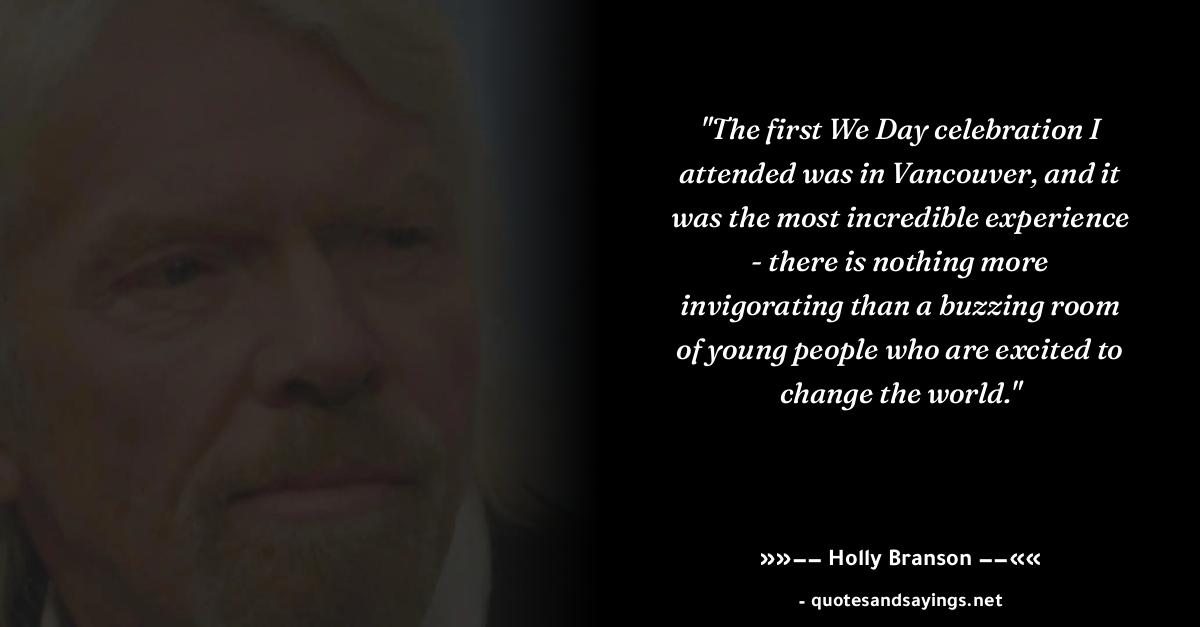 "The first We Day celebration I
attended was in Vancouver, and it
was the most incredible experience
- there is nothing more
invigorating than a buzzing room
of young people who are excited to
change the world."
»»−− Holly Branson −−««
- quotesandsayings.net